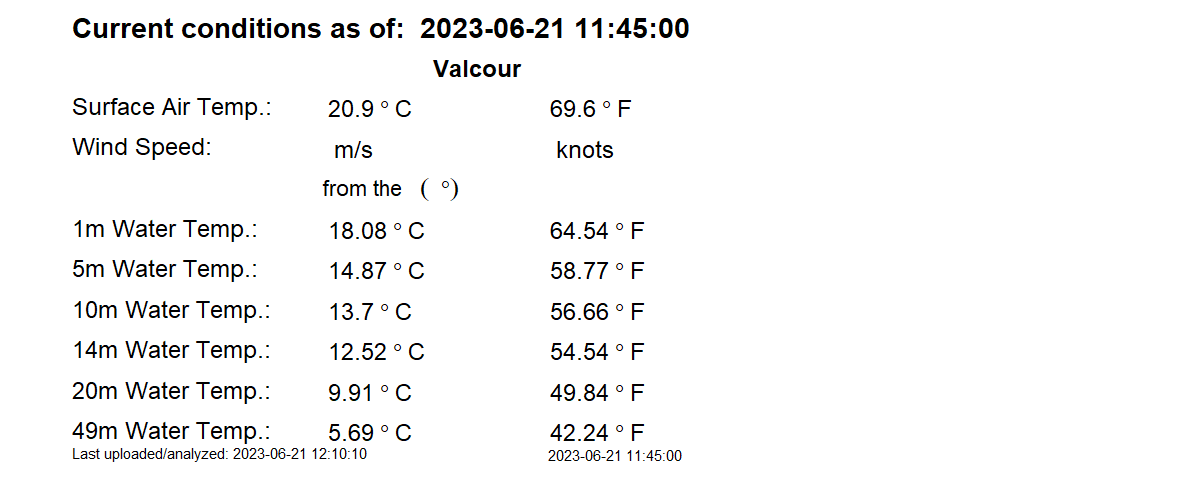 Current conditions as of:  2023-06-21 11:45:00
Valcour
Surface Air Temp.: 20.9 ° C 69.6 ° F
Wind Speed: m/s knots
from the ( °)
1m Water Temp.: 18.08 ° C 64.54 ° F
5m Water Temp.: 14.87 ° C 58.77 ° F
10m Water Temp.: 13.7 ° C 56.66 ° F
14m Water Temp.: 12.52 ° C 54.54 ° F
20m Water Temp.: 9.91 ° C 49.84 ° F
49m Water Temp.: 5.69 ° C 42.24 ° F
Last uploaded/analyzed: 2023-06-21 12:10:10 2023-06-21 11:45:00